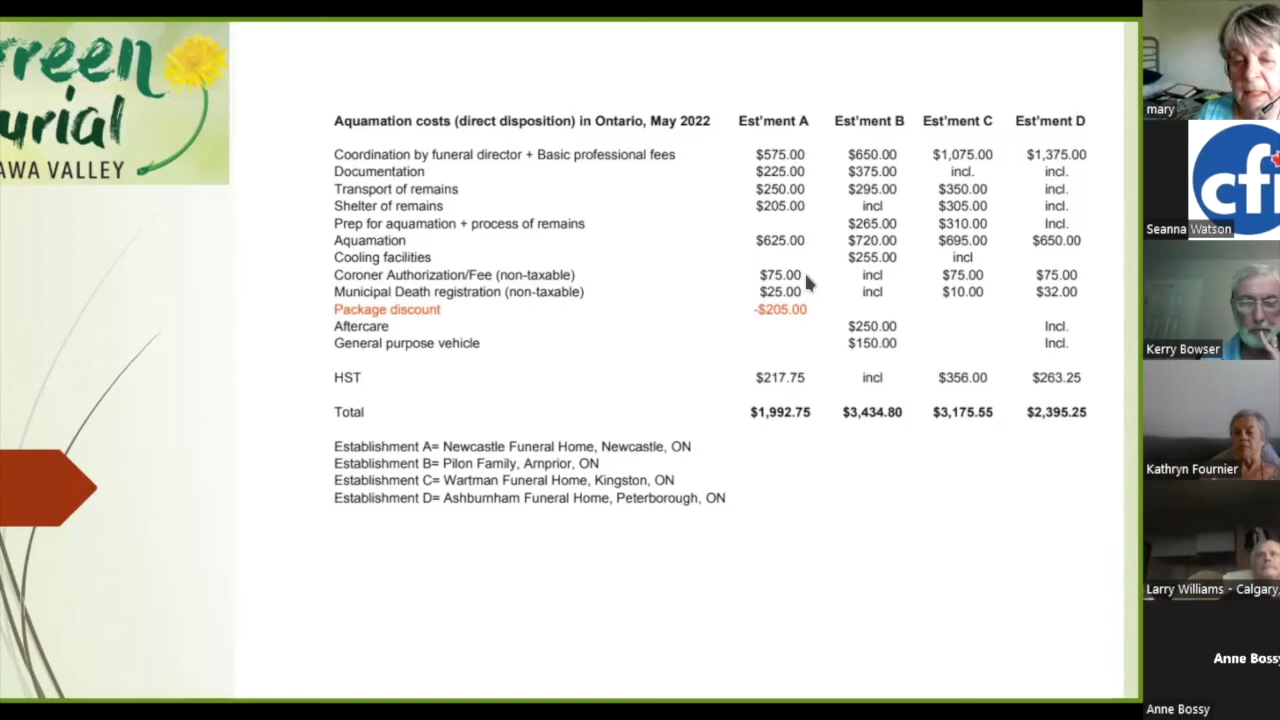 reen
urial
AWA VALLEY
Aquamation costs (direct disposition) in Ontario, May 2022 Est'ment A Est'ment B Est'ment C Est'ment D
Coordination by funeral director + Basic professional fees $575.00 $650.00 $1,075.00 $1,375.00
Documentation $225.00 $375.00 incl. incl.
Transport of remains $250.00 $295.00 $350.00 incl.
Shelter of remains $205.00 incl $305.00 incl.
Prep for aquamation + process of remains $265.00 $310.00 Incl.
Aquamation $625.00 $720.00 $695.00 $650.00
Cooling facilities $255.00 incl
Coroner Authorization/Fee (non-taxable) $75.00 incl $75.00 $75.00
Municipal Death registration (non-taxable) $25.00 incl $10.00 $32.00
Package discount -$205.00
Aftercare $250.00 Incl.
General purpose vehicle $150.00 Incl.
HST $217.75 incl $356.00 $263.25
Total $1,992.75 $3,434.80 $3,175.55 $2,395.25
Establishment A= Newcastle Funeral Home, Newcastle, ON
Establishment B= Pilon Family, Arnprior, ON
Establishment C= Wartman Funeral Home, Kingston, ON
Establishment D= Ashburnham Funeral Home, Peterborough, ON
mary
cfi
Seanna Watson
Kerry Bowser
Kathryn Fournier
Larry Williams - Calgary,
Anne Bossy
Anne Bossy